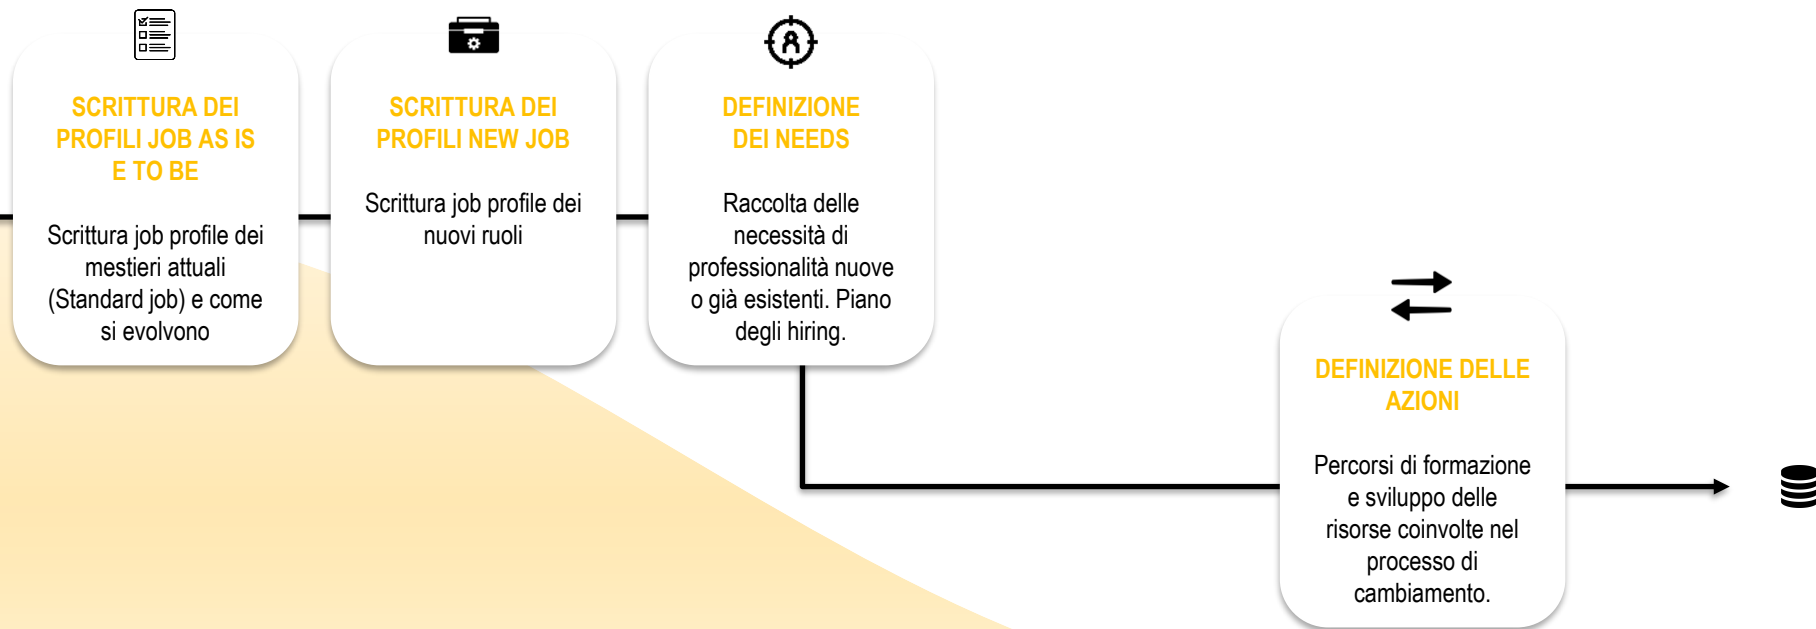 SCRITTURA DEI
PROFILI JOB AS IS
E TO BE
Scrittura job profile dei
mestieri attuali
(Standard job) e come
si evolvono
SCRITTURA DEI
PROFILI NEW JOB
Scrittura job profile dei
nuovi ruoli
DEFINIZIONE
DEI NEEDS
Raccolta delle
necessità di
professionalità nuove
o già esistenti. Piano
degli hiring.
DEFINIZIONE DELLE
AZIONI
Percorsi di formazione
e sviluppo delle
risorse coinvolte nel
processo di
cambiamento.